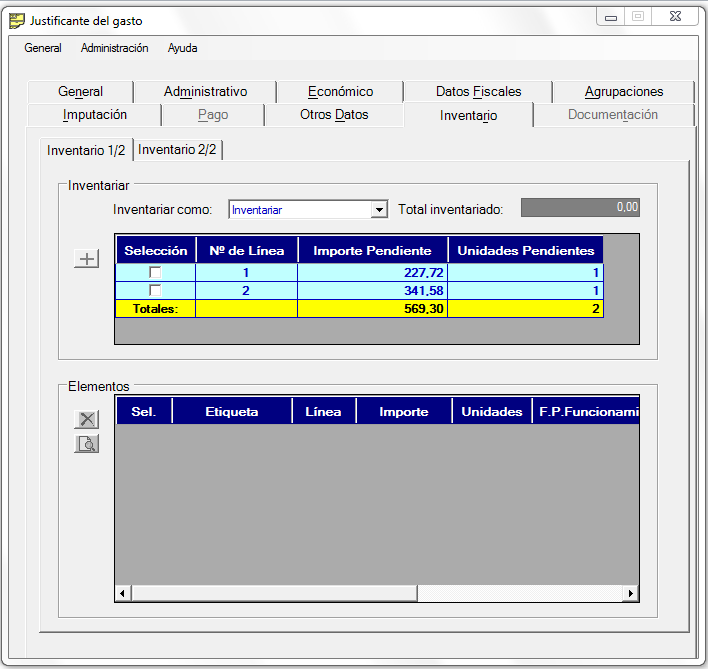 Justificante del gasto
General Administración Ayuda
General Administrativo Económico Datos Fiscales Agrupaciones
Imputación Pago Otros Datos Inventario Documentación
Inventario 1/2 Inventario 2/2
Inventariar
Inventariar como: Inventariar Total inventariado: 0,00
Selección Nº de Línea Importe Pendiente Unidades Pendientes
1 227,72 1
2 341,58 1
Totales: 569,30 2
Elementos
Sel. Etiqueta Línea Importe Unidades F.P.Funcionami